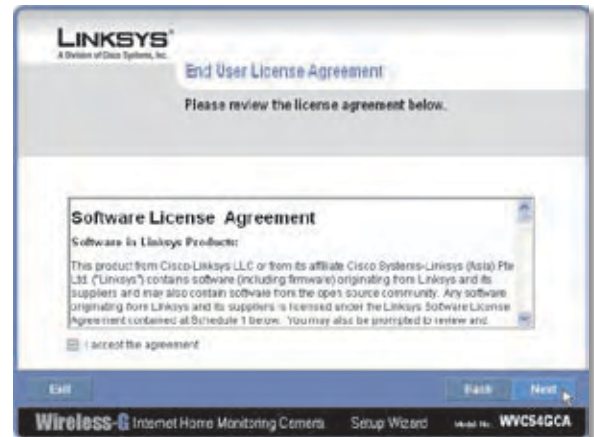 LINKSYS®
A Division of Cisco Systems, Inc.
End User License Agreement
Please review the license agreement below.
Software License Agreement
Software in Linksys Products:
This product from Cisco-Linksys LLC or from its affiliate Cisco Systems-Linksys (Asia) Pte
Ltd. ("Linksys") contains software (including firmware) originating from Linksys and its
suppliers and may also contain software from the open source community. Any software
originating from Linksys and its suppliers is licensed under the Linksys Software License
Agreement contained at Schedule 1 below. You may also be prompted to review and
I accept the agreement
Exit
Back
Next
Wireless-G Internet Home Monitoring Camera Setup Wizard Model No. WVC54GCA